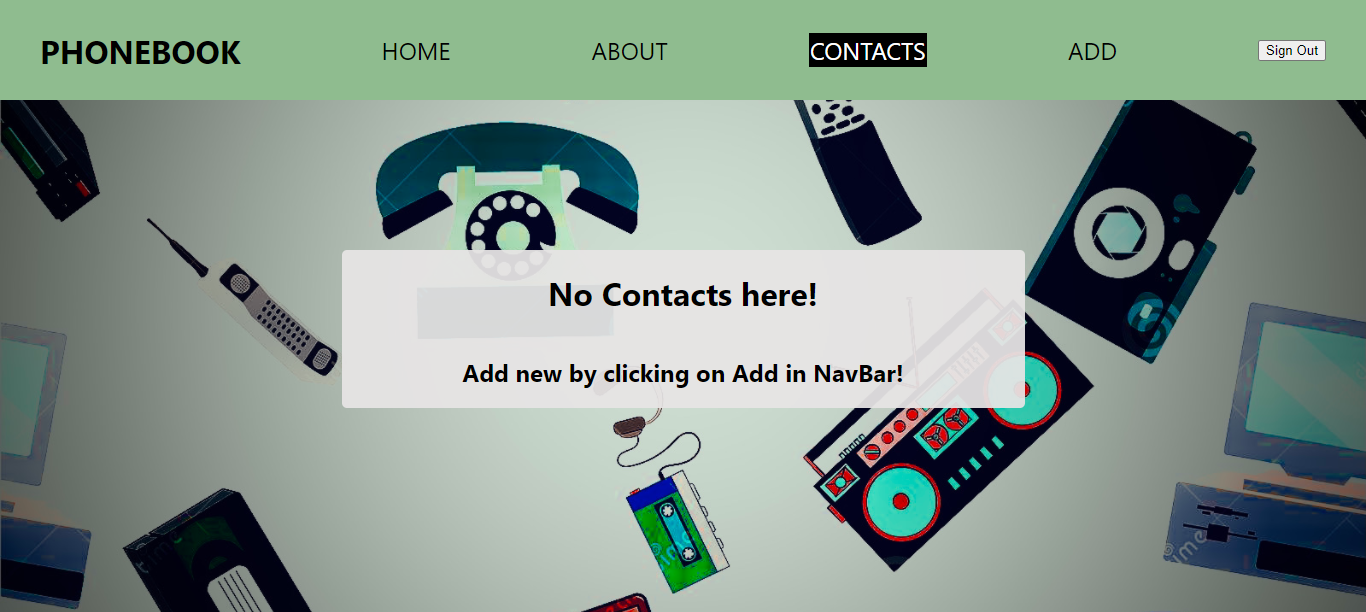 PHONEBOOK HOME ABOUT CONTACTS ADD Sign Out
No Contacts here!
Add new by clicking on Add in NavBar!